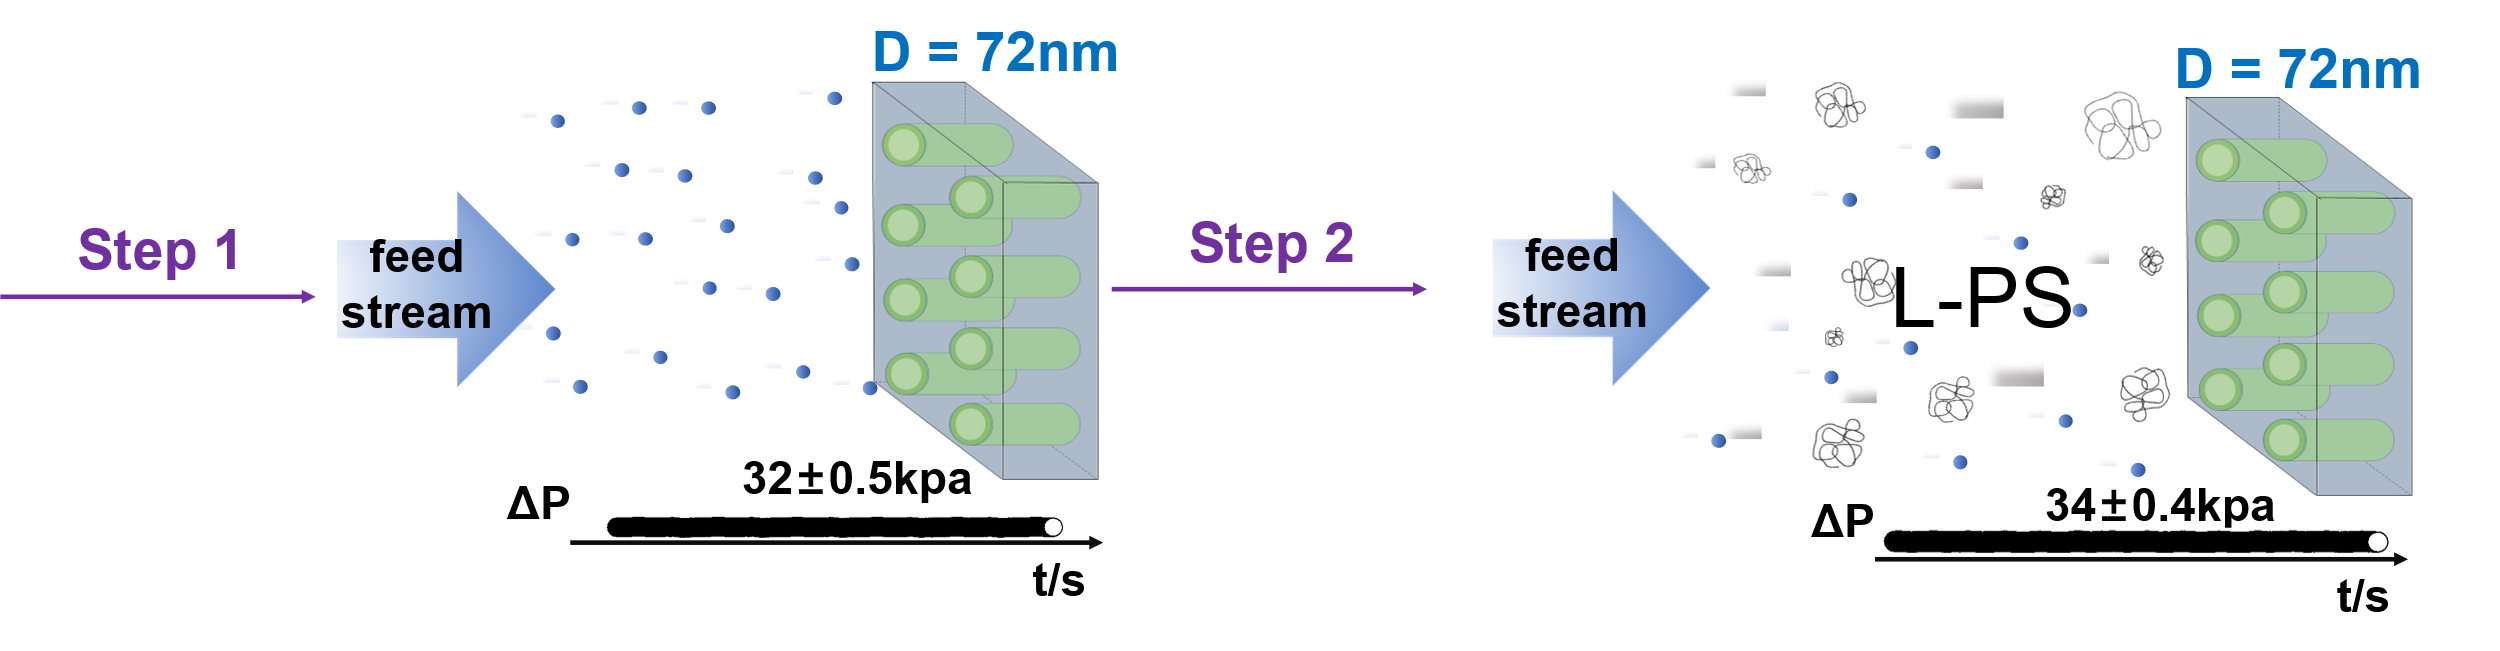 Step 1
feed
stream
D = 72nm
32±0.5kpa
ΔP
t/s
Step 2
feed
stream
L-PS
D = 72nm
34±0.4kpa
ΔP
t/s